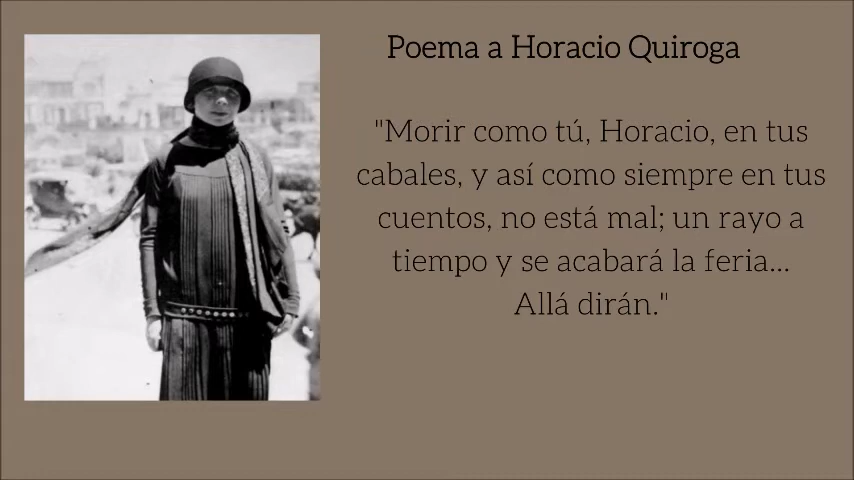 Poema a Horacio Quiroga
"Morir como tú, Horacio, en tus
cabales, y así como siempre en tus
cuentos, no está mal; un rayo a
tiempo y se acabará la feria...
Allá dirán."